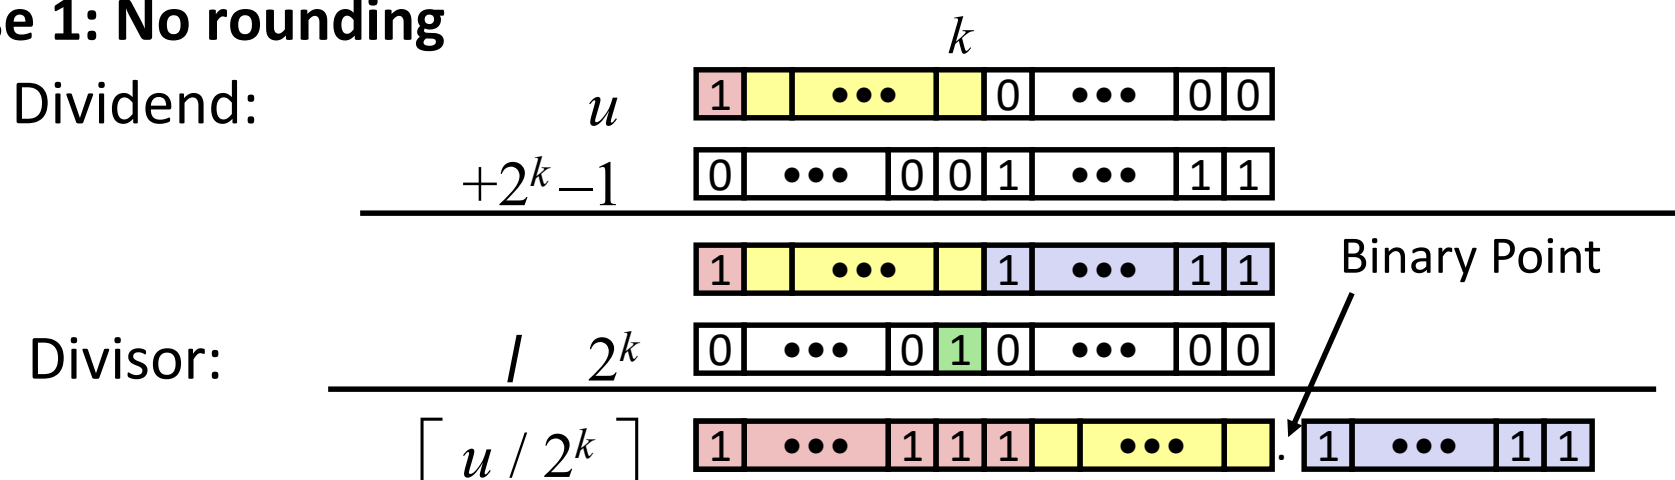 se 1: No rounding
k
Dividend: u 1 ••• 0 ••• 0 0
+2^k –1 0 ••• 0 0 1 ••• 1 1
1 ••• 1 ••• 1 1
Binary Point
Divisor: / 2^k 0 ••• 0 1 0 ••• 0 0
⌈ u / 2^k ⌉ 1 ••• 1 1 1 ••• . 1 ••• 1 1